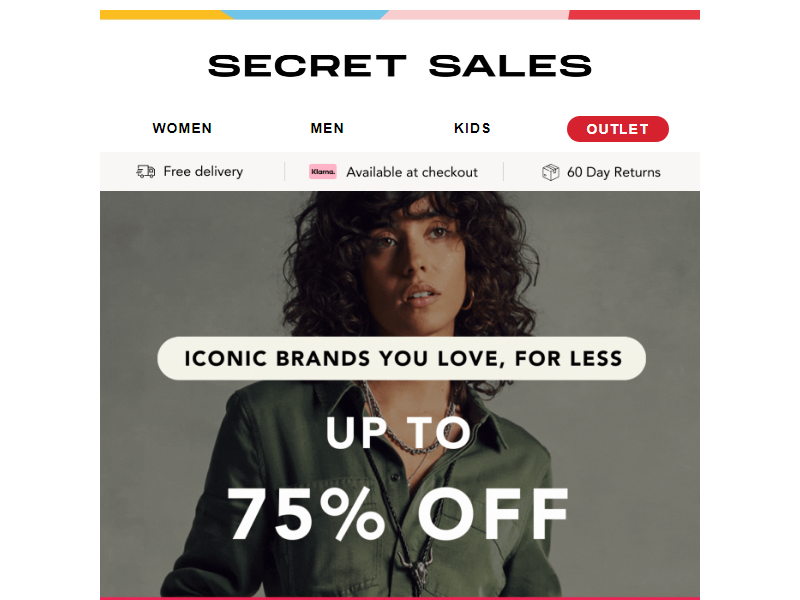 SECRET SALES
WOMEN MEN KIDS OUTLET
Free delivery Klarna. Available at checkout 60 Day Returns
ICONIC BRANDS YOU LOVE, FOR LESS
UP TO
75% OFF